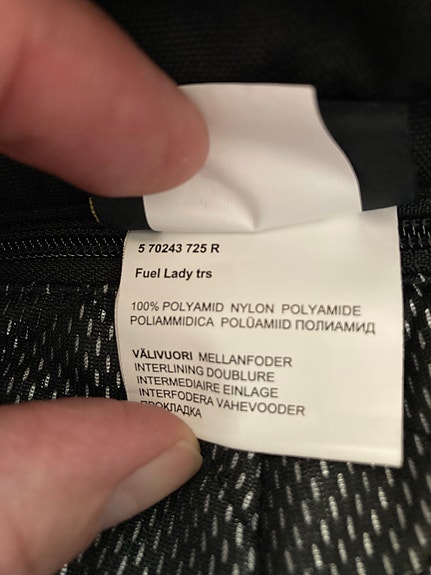 5 70243 725 R
Fuel Lady trs
100% POLYAMID NYLON POLYAMIDE
POLIAMMIDICA POLÜAMIID ПОЛИАМИД
VÄLIVUORI MELLANFODER
INTERLINING DOUBLURE
INTERMEDIAIRE EINLAGE
INTERFODERA VAHEVOODER
ПРОКЛАДКА